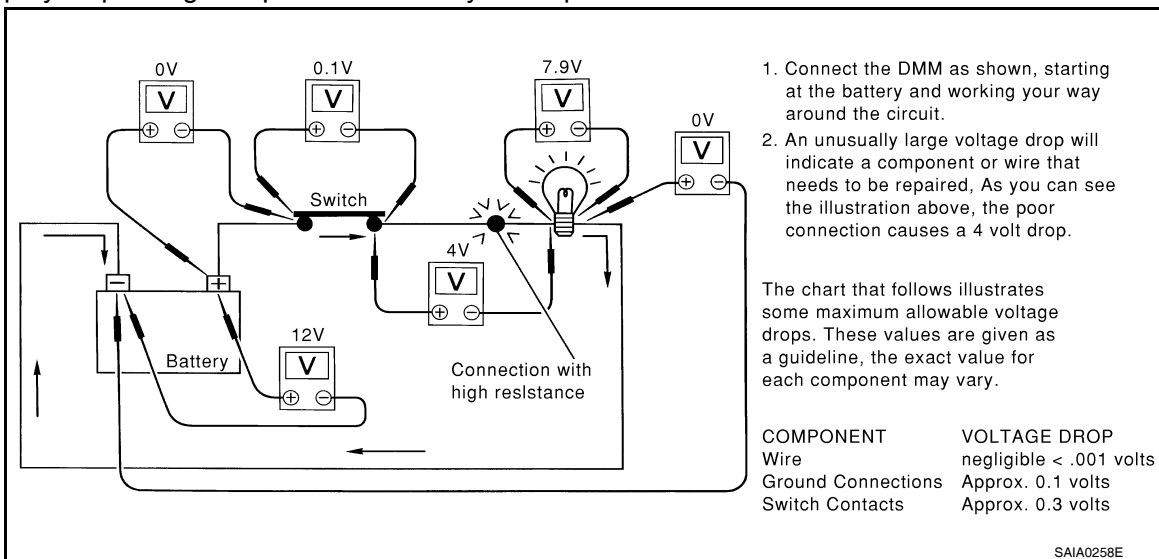 0V
0.1V
7.9V
0V
V
V
V
V
+ −
+ −
+ −
+ −
Switch
4V
V
+ −
− +
Battery
12V
V
+ −
Connection with
high reslstance
1. Connect the DMM as shown, starting
at the battery and working your way
around the circuit.
2. An unusually large voltage drop will
indicate a component or wire that
needs to be repaired, As you can see
the illustration above, the poor
connection causes a 4 volt drop.
The chart that follows illustrates
some maximum allowable voltage
drops. These values are given as
a guideline, the exact value for
each component may vary.
COMPONENT VOLTAGE DROP
Wire negligible < .001 volts
Ground Connections Approx. 0.1 volts
Switch Contacts Approx. 0.3 volts
SAIA0258E